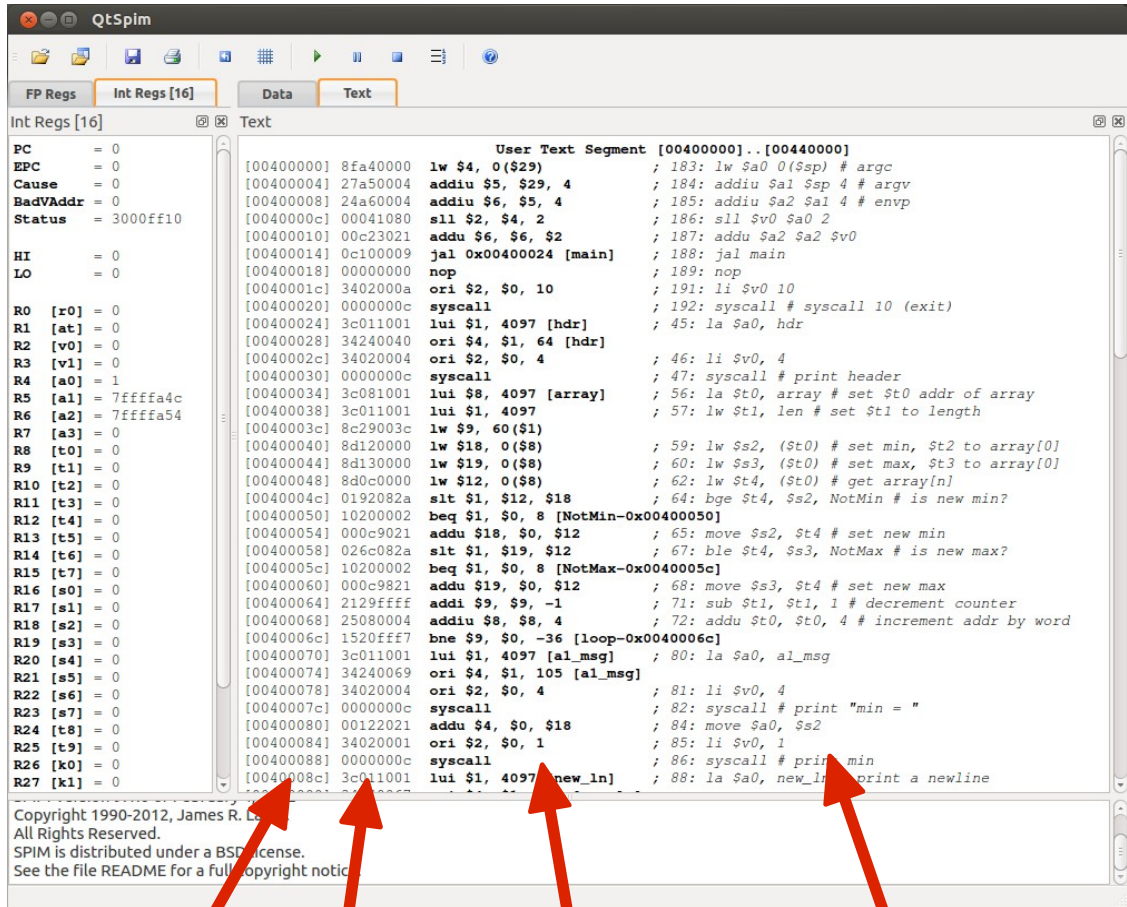 QtSpim
FP Regs
Int Regs [16]
Data
Text
Int Regs [16]
Text
PC = 0
EPC = 0
Cause = 0
BadVAddr = 0
Status = 3000ff10
HI = 0
LO = 0
R0 [r0] = 0
R1 [at] = 0
R2 [v0] = 0
R3 [v1] = 0
R4 [a0] = 1
R5 [a1] = 7ffffa4c
R6 [a2] = 7ffffa54
R7 [a3] = 0
R8 [t0] = 0
R9 [t1] = 0
R10 [t2] = 0
R11 [t3] = 0
R12 [t4] = 0
R13 [t5] = 0
R14 [t6] = 0
R15 [t7] = 0
R16 [s0] = 0
R17 [s1] = 0
R18 [s2] = 0
R19 [s3] = 0
R20 [s4] = 0
R21 [s5] = 0
R22 [s6] = 0
R23 [s7] = 0
R24 [t8] = 0
R25 [t9] = 0
R26 [k0] = 0
R27 [k1] = 0
User Text Segment [00400000]..[00440000]
[00400000] 8fa40000 lw $4, 0($29) ; 183: lw $a0 0($sp) # argc
[00400004] 27a50004 addiu $5, $29, 4 ; 184: addiu $a1 $sp 4 # argv
[00400008] 24a60004 addiu $6, $5, 4 ; 185: addiu $a2 $a1 4 # envp
[0040000c] 00041080 sll $2, $4, 2 ; 186: sll $v0 $a0 2
[00400010] 00c23021 addu $6, $6, $2 ; 187: addu $a2 $a2 $v0
[00400014] 0c100009 jal 0x00400024 [main] ; 188: jal main
[00400018] 00000000 nop ; 189: nop
[0040001c] 3402000a ori $2, $0, 10 ; 191: li $v0 10
[00400020] 0000000c syscall ; 192: syscall # syscall 10 (exit)
[00400024] 3c011001 lui $1, 4097 [hdr] ; 45: la $a0, hdr
[00400028] 34240040 ori $4, $1, 64 [hdr]
[0040002c] 34020004 ori $2, $0, 4 ; 46: li $v0, 4
[00400030] 0000000c syscall ; 47: syscall # print header
[00400034] 3c081001 lui $8, 4097 [array] ; 56: la $t0, array # set $t0 addr of array
[00400038] 3c011001 lui $1, 4097 ; 57: lw $t1, len # set $t1 to length
[0040003c] 8c29003c lw $9, 60($1)
[00400040] 8d120000 lw $18, 0($8) ; 59: lw $s2, ($t0) # set min, $t2 to array[0]
[00400044] 8d130000 lw $19, 0($8) ; 60: lw $s3, ($t0) # set max, $t3 to array[0]
[00400048] 8d0c0000 lw $12, 0($8) ; 62: lw $t4, ($t0) # get array[n]
[0040004c] 0192082a slt $1, $12, $18 ; 64: bge $t4, $s2, NotMin # is new min?
[00400050] 10200002 beq $1, $0, 8 [NotMin-0x00400050]
[00400054] 000c9021 addu $18, $0, $12 ; 65: move $s2, $t4 # set new min
[00400058] 026c082a slt $1, $19, $12 ; 67: ble $t4, $s3, NotMax # is new max?
[0040005c] 10200002 beq $1, $0, 8 [NotMax-0x0040005c]
[00400060] 000c9821 addu $19, $0, $12 ; 68: move $s3, $t4 # set new max
[00400064] 2129ffff addi $9, $9, -1 ; 71: sub $t1, $t1, 1 # decrement counter
[00400068] 25080004 addiu $8, $8, 4 ; 72: addu $t0, $t0, 4 # increment addr by word
[0040006c] 1520fff7 bne $9, $0, -36 [loop-0x0040006c]
[00400070] 3c011001 lui $1, 4097 [a1_msg] ; 80: la $a0, a1_msg
[00400074] 34240069 ori $4, $1, 105 [a1_msg]
[00400078] 34020004 ori $2, $0, 4 ; 81: li $v0, 4
[0040007c] 0000000c syscall ; 82: syscall # print "min = "
[00400080] 00122021 addu $4, $0, $18 ; 84: move $a0, $s2
[00400084] 34020001 ori $2, $0, 1 ; 85: li $v0, 1
[00400088] 0000000c syscall ; 86: syscall # print min
[0040008c] 3c011001 lui $1, 4097 [new_ln] ; 88: la $a0, new_ln # print a newline
Copyright 1990-2012, James R.
All Rights Reserved.
SPIM is distributed under a BSD license.
See the file README for a full copyright notice.